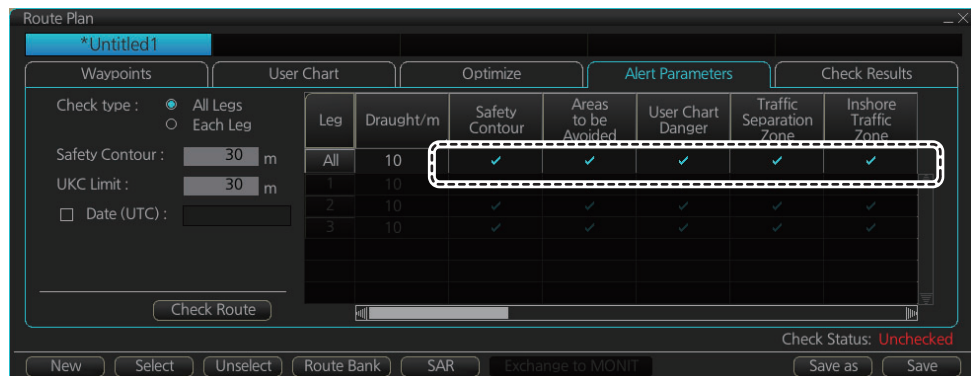 Route Plan
*Untitled1
Waypoints User Chart Optimize Alert Parameters Check Results
Check type : All Legs
Each Leg
Safety Contour : 30 m
UKC Limit : 30 m
Date (UTC) :
Check Route
Leg Draught/m Safety Contour Areas to be Avoided User Chart Danger Traffic Separation Zone Inshore Traffic Zone
All 10 ✓ ✓ ✓ ✓ ✓
1 10
2 10 ✓ ✓ ✓ ✓ ✓
3 10 ✓ ✓ ✓ ✓ ✓
Check Status: Unchecked
New Select Unselect Route Bank SAR Exchange to MONIT Save as Save